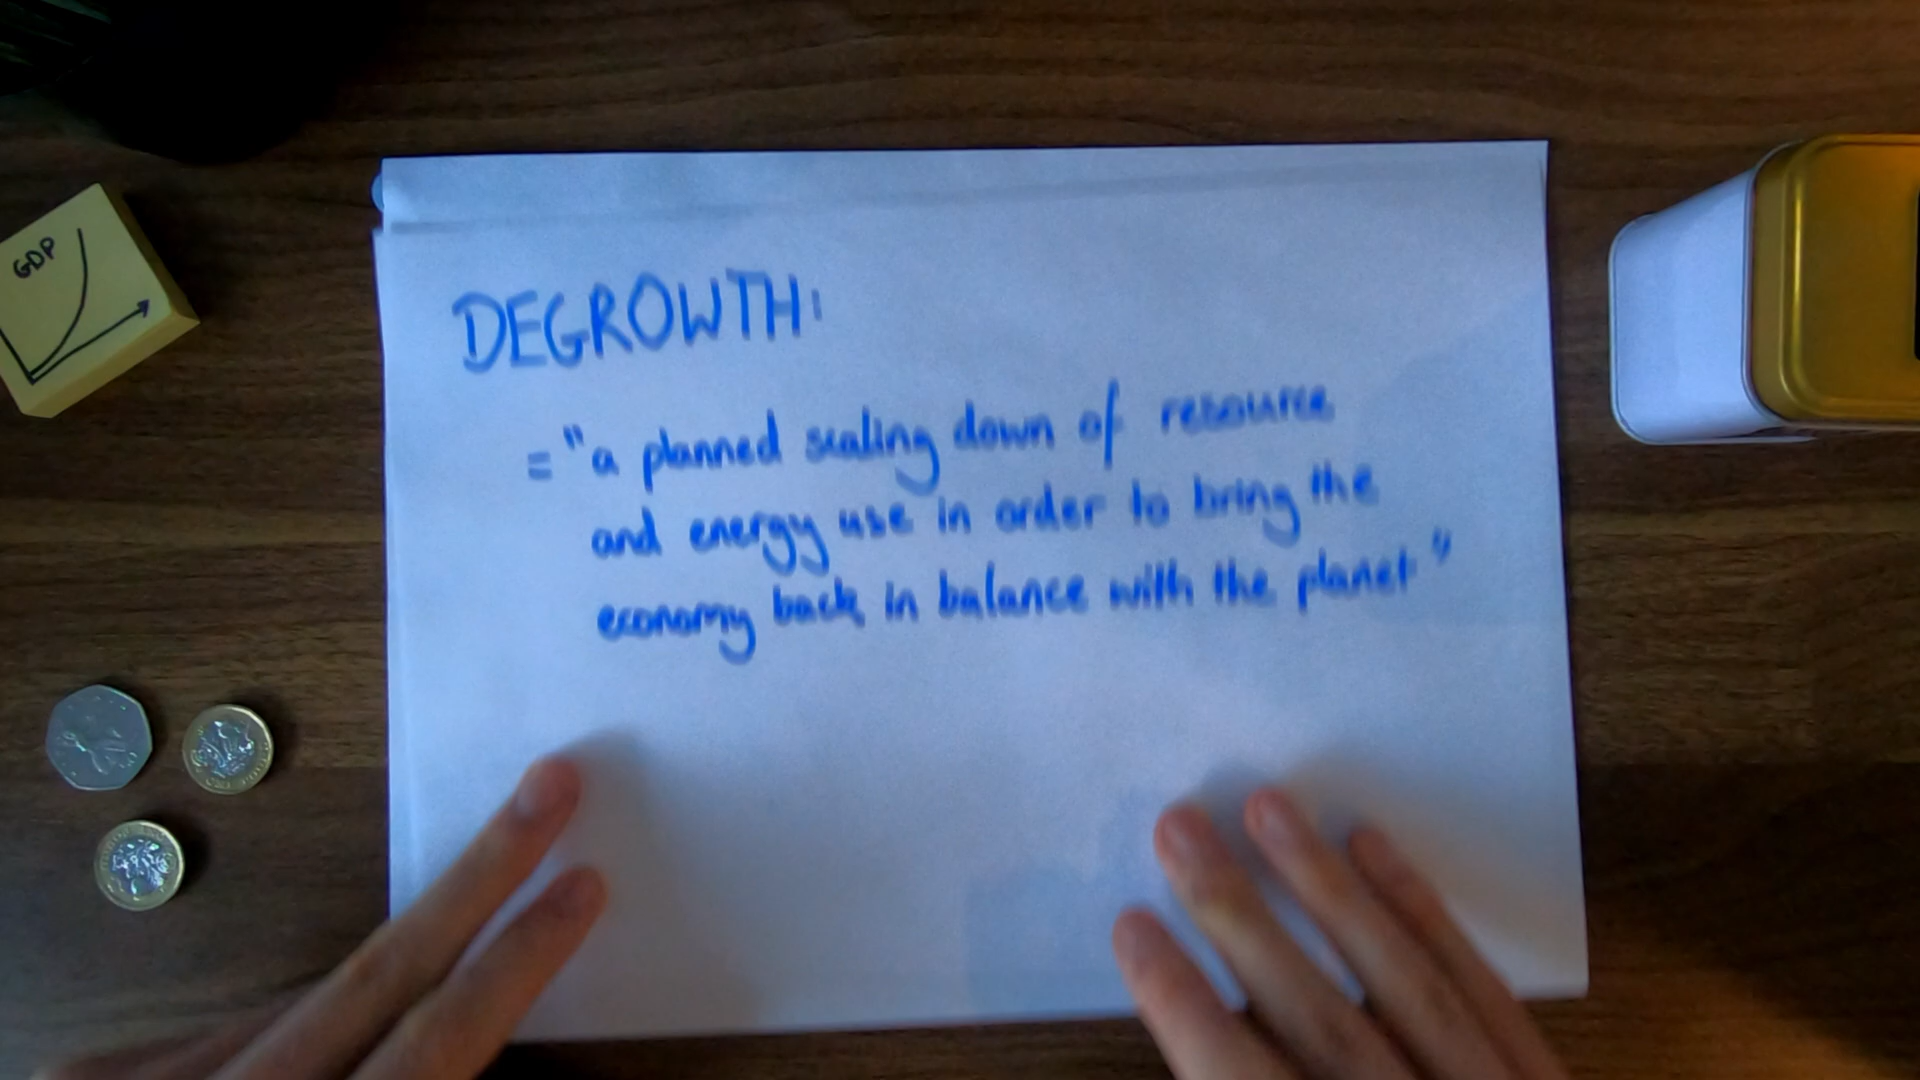 GDP
DEGROWTH:
= "a planned scaling down of resource
and energy use in order to bring the
economy back in balance with the planet"